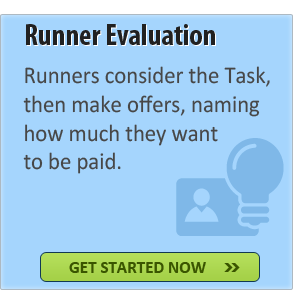 Runner Evaluation
Runners consider the Task,
then make offers, naming
how much they want
to be paid.
GET STARTED NOW »